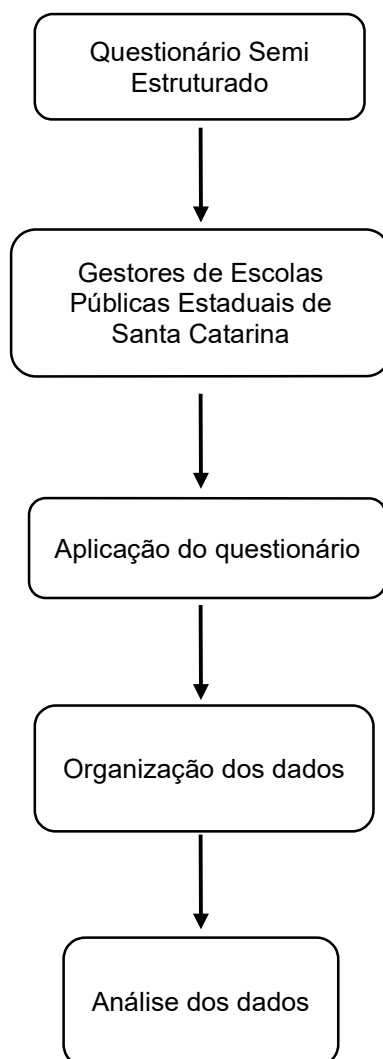 Questionário Semi
Estruturado
Gestores de Escolas
Públicas Estaduais de
Santa Catarina
Aplicação do questionário
Organização dos dados
Análise dos dados